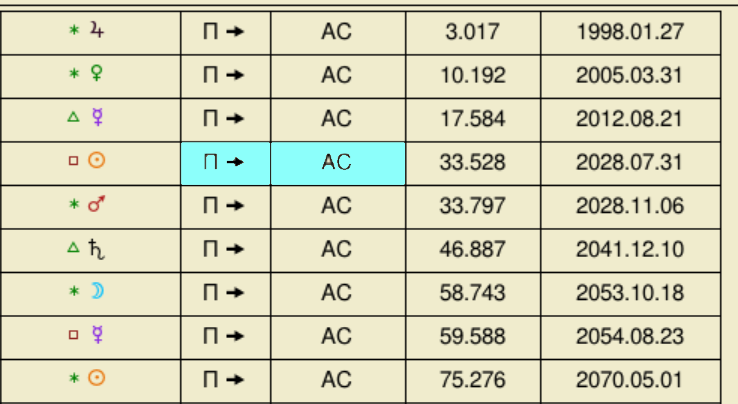 ⚹ ♃ П → AC 3.017 1998.01.27
⚹ ♀ П → AC 10.192 2005.03.31
△ ☿ П → AC 17.584 2012.08.21
□ ☉ П → AC 33.528 2028.07.31
⚹ ♂ П → AC 33.797 2028.11.06
△ ♄ П → AC 46.887 2041.12.10
⚹ ☽ П → AC 58.743 2053.10.18
□ ☿ П → AC 59.588 2054.08.23
⚹ ☉ П → AC 75.276 2070.05.01